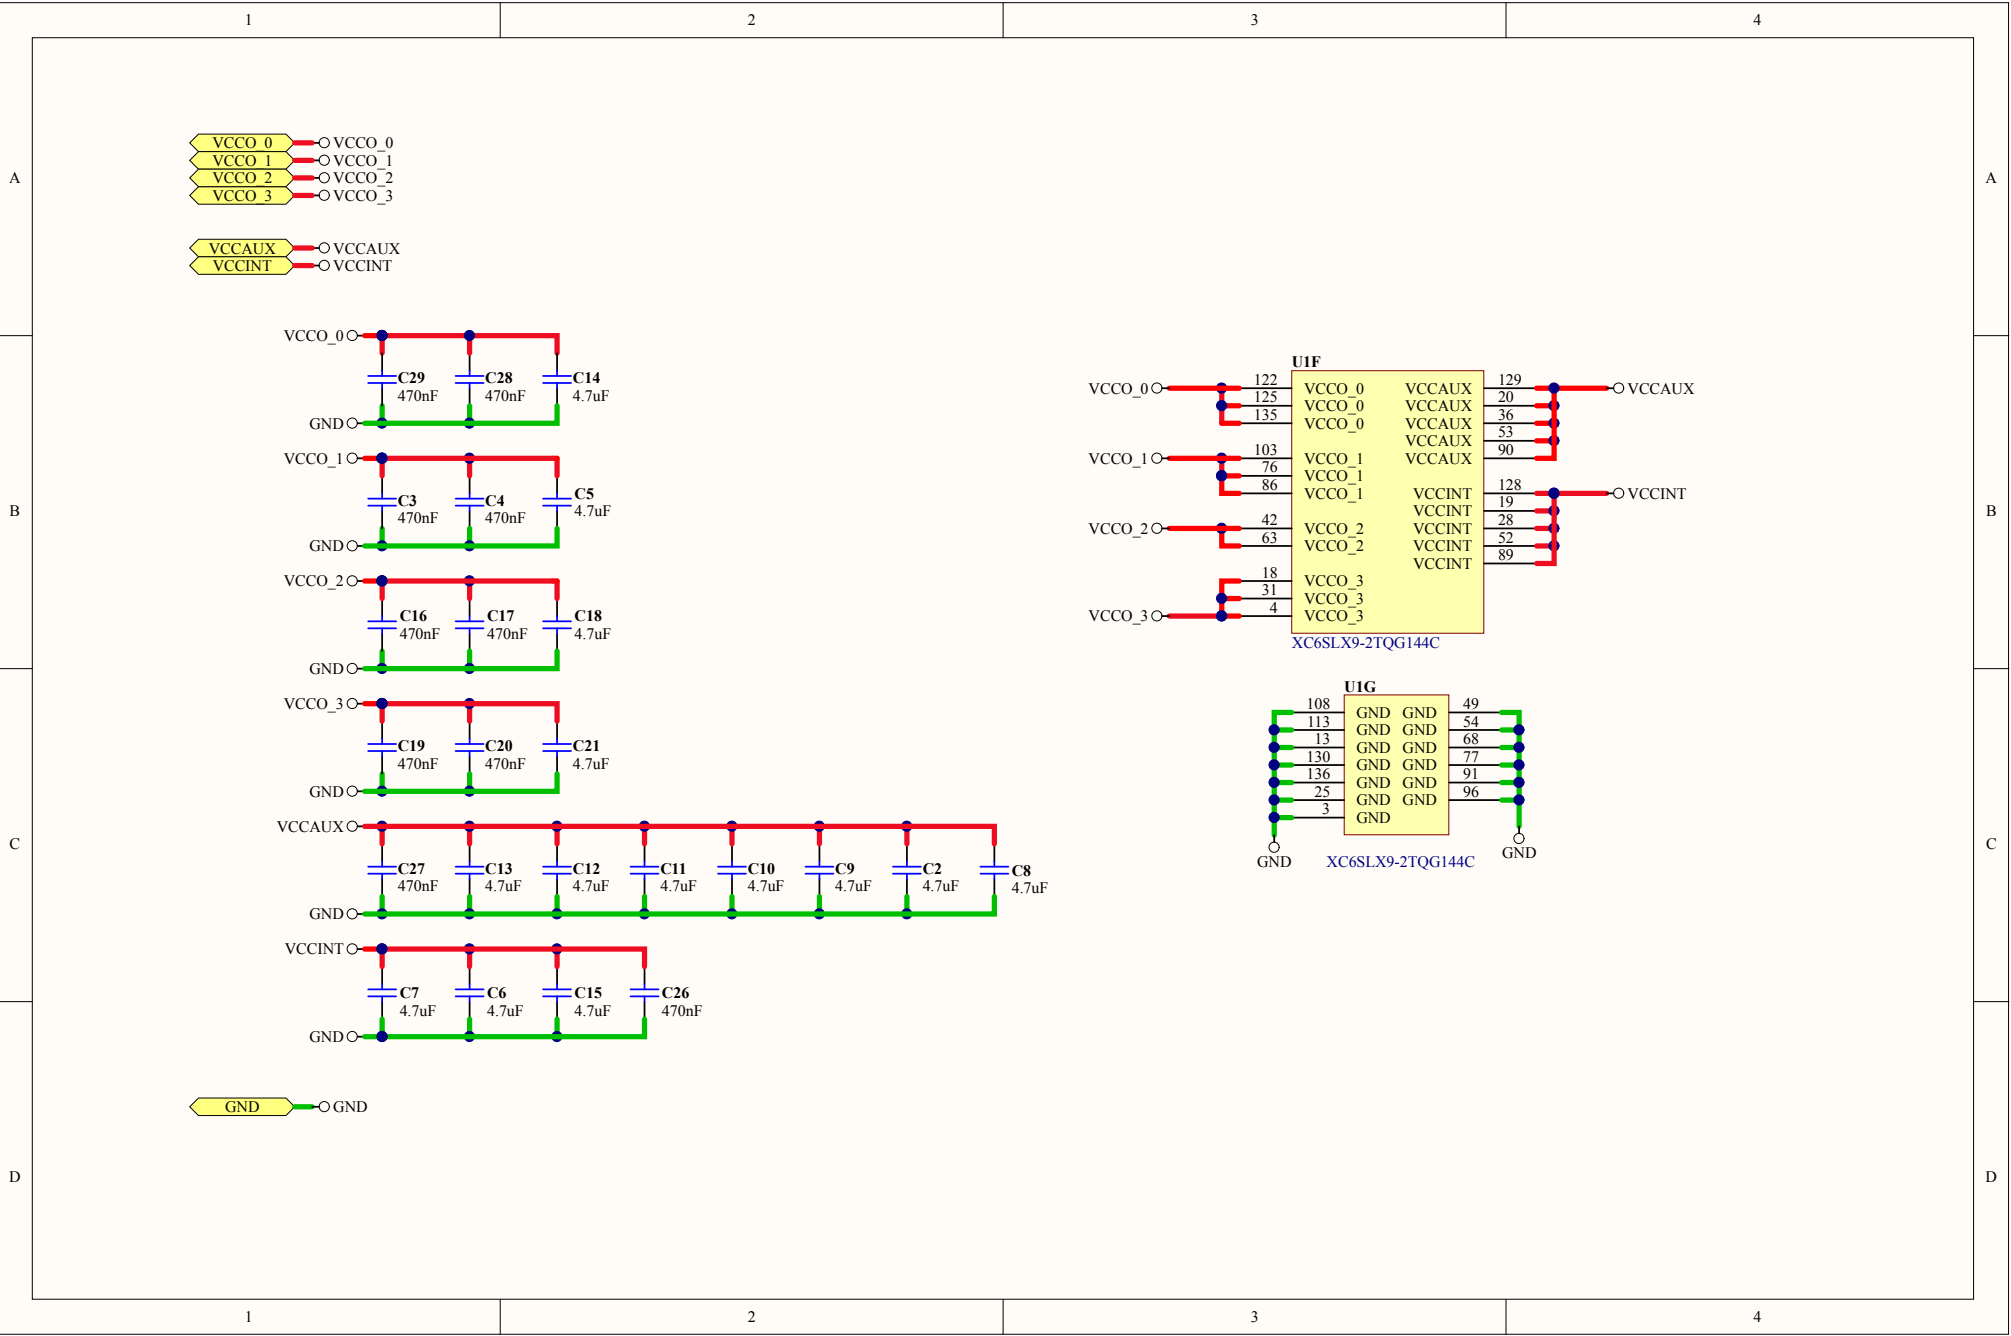 1 2 3 4
A A
VCCO_0 VCCO_0
VCCO_1 VCCO_1
VCCO_2 VCCO_2
VCCO_3 VCCO_3
VCCAUX VCCAUX
VCCINT VCCINT
VCCO_0
C29 C28 C14
470nF 470nF 4.7uF
GND
VCCO_1
C3 C4 C5
470nF 470nF 4.7uF
GND
VCCO_2
C16 C17 C18
470nF 470nF 4.7uF
GND
VCCO_3
C19 C20 C21
470nF 470nF 4.7uF
GND
VCCAUX
C27 C13 C12 C11 C10 C9 C2 C8
470nF 4.7uF 4.7uF 4.7uF 4.7uF 4.7uF 4.7uF 4.7uF
GND
VCCINT
C7 C6 C15 C26
4.7uF 4.7uF 4.7uF 470nF
GND
GND GND
U1F
VCCO_0 122 VCCO_0 VCCAUX 129 VCCAUX
125 VCCO_0 VCCAUX 20
135 VCCO_0 VCCAUX 36
VCCAUX 53
VCCO_1 103 VCCO_1 VCCAUX 90
76 VCCO_1
86 VCCO_1 VCCINT 128 VCCINT
VCCINT 19
VCCO_2 42 VCCO_2 VCCINT 28
63 VCCO_2 VCCINT 52
VCCINT 89
18 VCCO_3
31 VCCO_3
VCCO_3 4 VCCO_3
XC6SLX9-2TQG144C
U1G
108 GND GND 49
113 GND GND 54
13 GND GND 68
130 GND GND 77
136 GND GND 91
25 GND GND 96
3 GND
GND GND
XC6SLX9-2TQG144C
B B
C C
D D
1 2 3 4